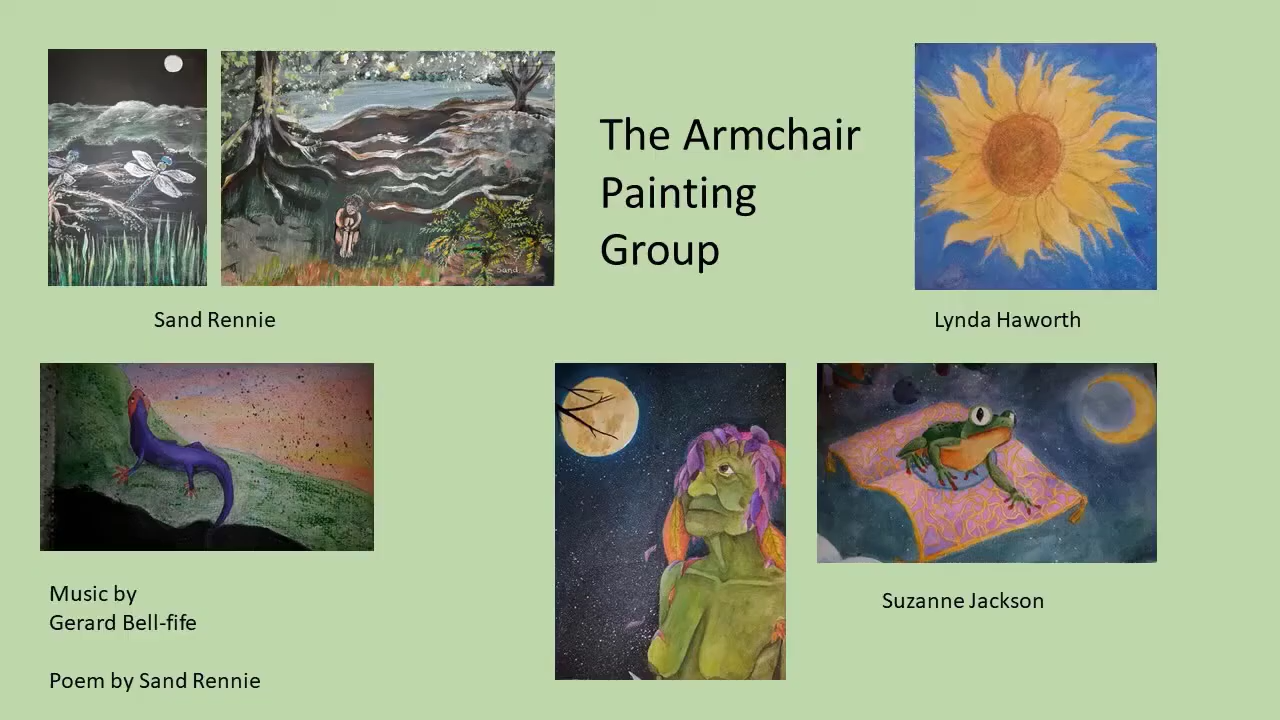 The Armchair
Painting
Group
Sand
Sand Rennie
Lynda Haworth
Suzanne Jackson
Music by
Gerard Bell-fife
Poem by Sand Rennie